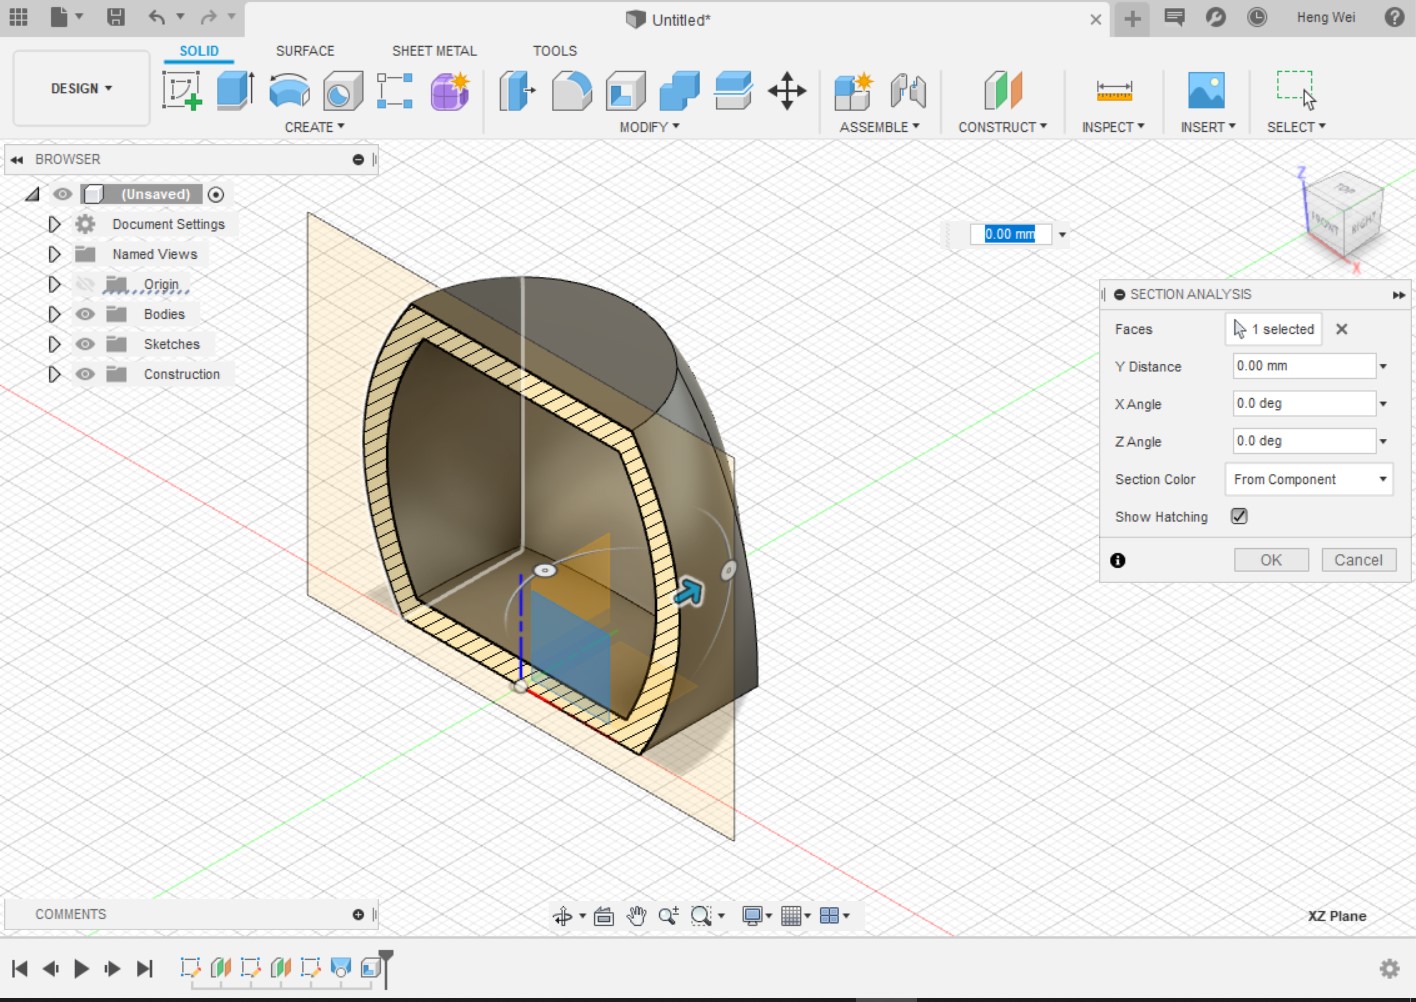 Untitled*
Heng Wei
SOLID SURFACE SHEET METAL TOOLS
DESIGN
CREATE MODIFY ASSEMBLE CONSTRUCT INSPECT INSERT SELECT
BROWSER
(Unsaved)
Document Settings
Named Views
Origin
Bodies
Sketches
Construction
0.00 mm
Z
TOP
FRONT RIGHT
X
SECTION ANALYSIS
Faces 1 selected
Y Distance 0.00 mm
X Angle 0.0 deg
Z Angle 0.0 deg
Section Color From Component
Show Hatching
OK Cancel
COMMENTS
XZ Plane